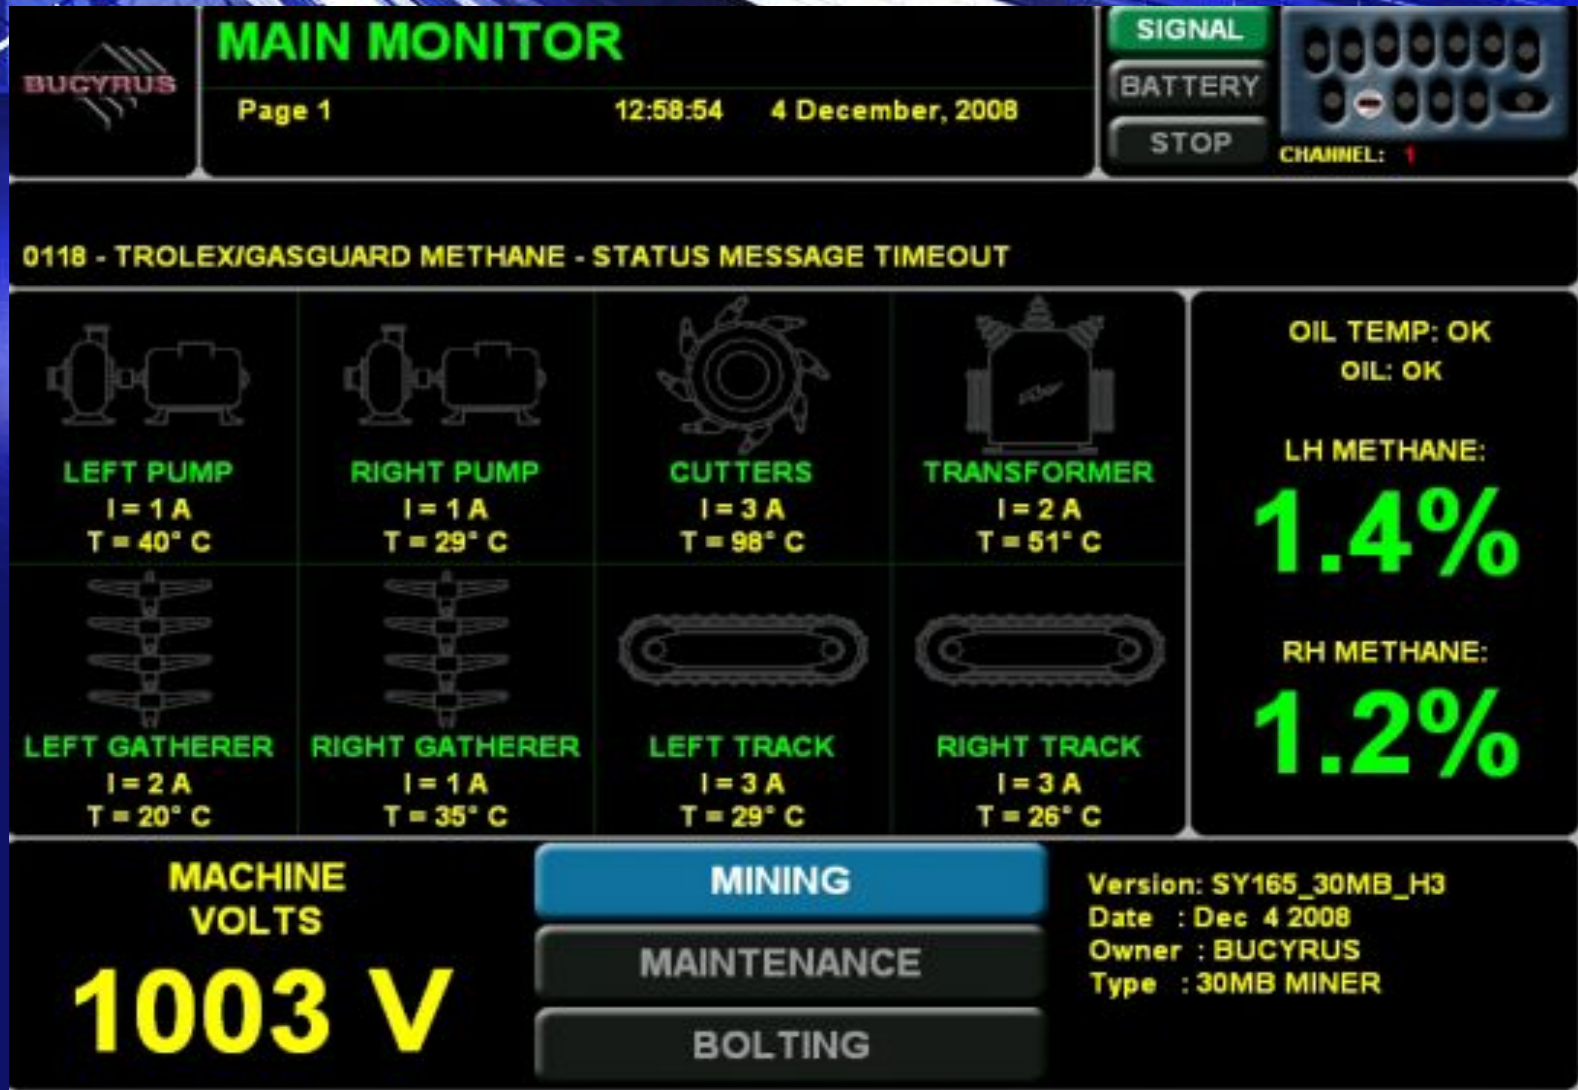 BUCYRUS
MAIN MONITOR
Page 1 12:58:54 4 December, 2008
SIGNAL
BATTERY
STOP
CHANNEL: 1
0118 - TROLEX/GASGUARD METHANE - STATUS MESSAGE TIMEOUT
LEFT PUMP
I = 1 A
T = 40° C
RIGHT PUMP
I = 1 A
T = 29° C
CUTTERS
I = 3 A
T = 98° C
TRANSFORMER
I = 2 A
T = 51° C
LEFT GATHERER
I = 2 A
T = 20° C
RIGHT GATHERER
I = 1 A
T = 35° C
LEFT TRACK
I = 3 A
T = 29° C
RIGHT TRACK
I = 3 A
T = 26° C
OIL TEMP: OK
OIL: OK
LH METHANE:
1.4%
RH METHANE:
1.2%
MACHINE
VOLTS
1003 V
MINING
MAINTENANCE
BOLTING
Version: SY165_30MB_H3
Date : Dec 4 2008
Owner : BUCYRUS
Type : 30MB MINER